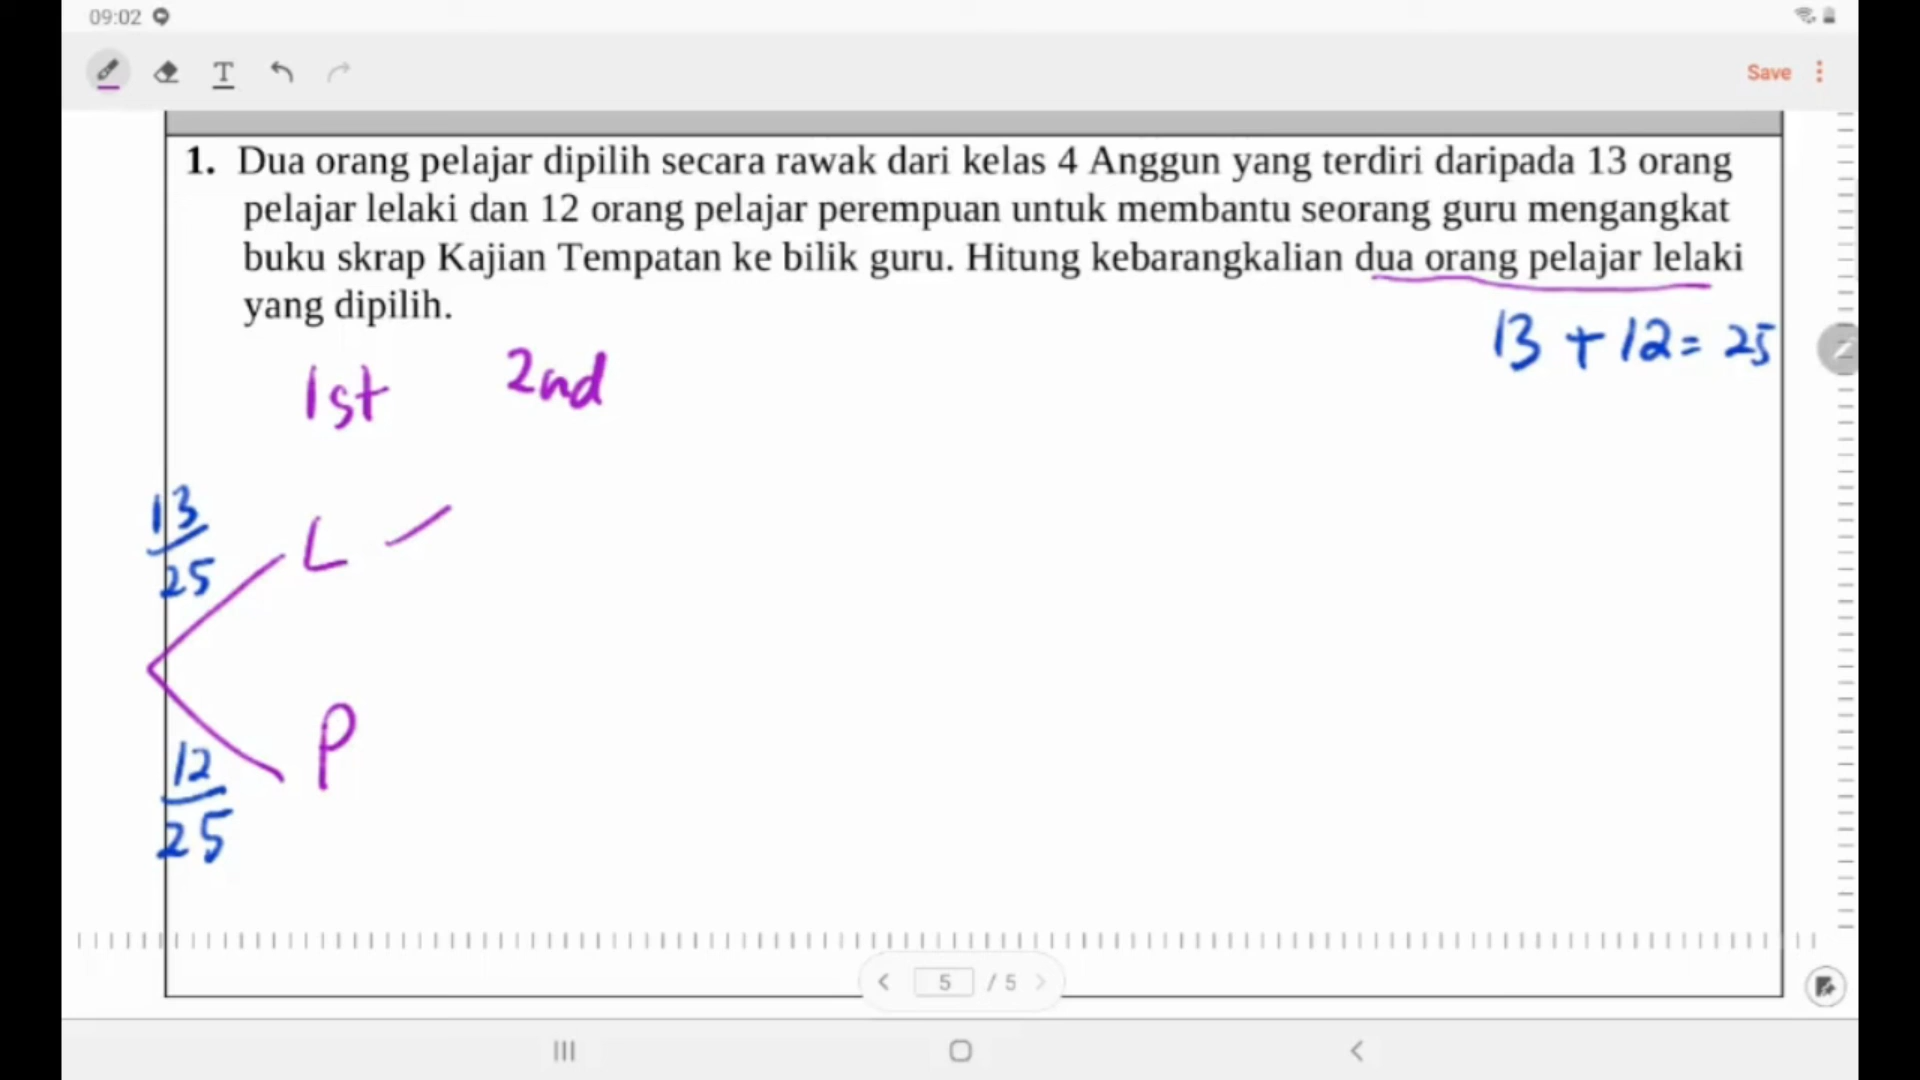 09:02
T
Save
1. Dua orang pelajar dipilih secara rawak dari kelas 4 Anggun yang terdiri daripada 13 orang
pelajar lelaki dan 12 orang pelajar perempuan untuk membantu seorang guru mengangkat
buku skrap Kajian Tempatan ke bilik guru. Hitung kebarangkalian dua orang pelajar lelaki
yang dipilih.
13 + 12 = 25
1st 2nd
13
25
L
P
12
25
5 / 5